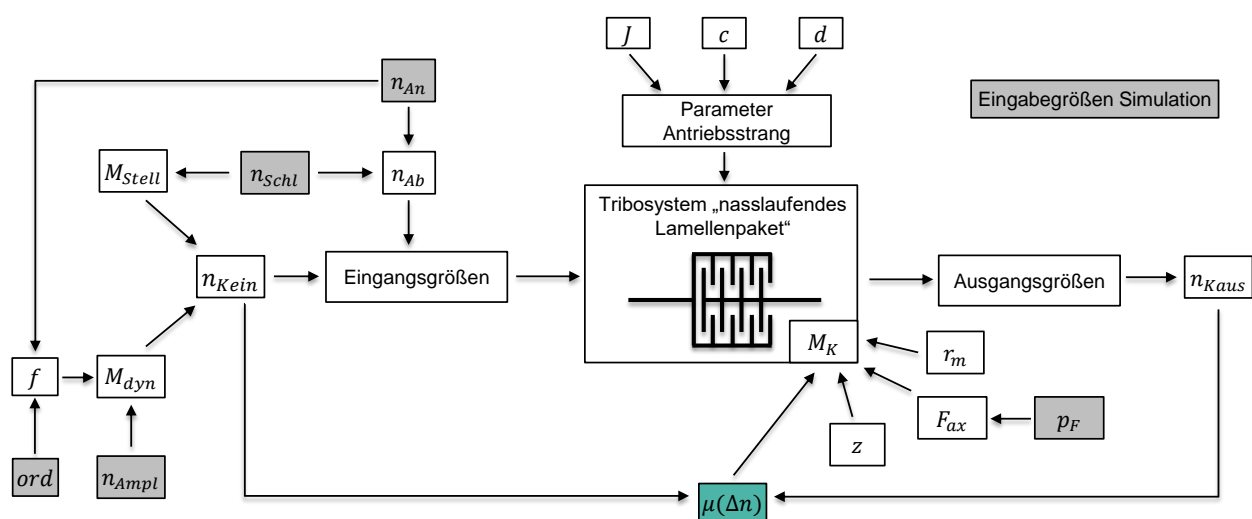 J
c
d
n_An
Parameter
Antriebsstrang
Eingabegrößen Simulation
M_Stell
n_Schl
n_Ab
Tribosystem „nasslaufendes
Lamellenpaket“
n_Kein
Eingangsgrößen
Ausgangsgrößen
n_Kaus
M_K
r_m
f
M_dyn
F_ax
p_F
z
ord
n_Ampl
μ(Δn)